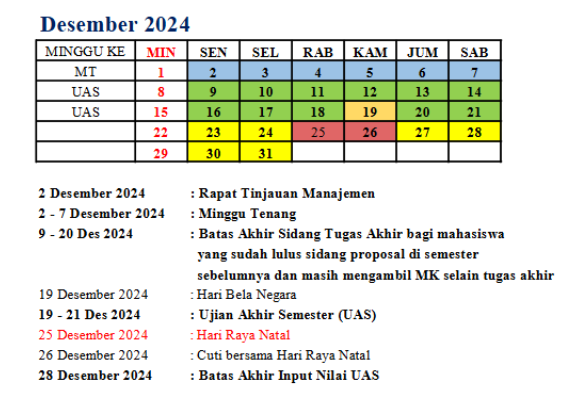 Desember 2024
MINGGU KE MIN SEN SEL RAB KAM JUM SAB
MT 1 2 3 4 5 6 7
UAS 8 9 10 11 12 13 14
UAS 15 16 17 18 19 20 21
22 23 24 25 26 27 28
29 30 31
2 Desember 2024 : Rapat Tinjauan Manajemen
2 - 7 Desember 2024 : Minggu Tenang
9 - 20 Des 2024 : Batas Akhir Sidang Tugas Akhir bagi mahasiswa
yang sudah lulus sidang proposal di semester
sebelumnya dan masih mengambil MK selain tugas akhir
19 Desember 2024 : Hari Bela Negara
19 - 21 Des 2024 : Ujian Akhir Semester (UAS)
25 Desember 2024 : Hari Raya Natal
26 Desember 2024 : Cuti bersama Hari Raya Natal
28 Desember 2024 : Batas Akhir Input Nilai UAS